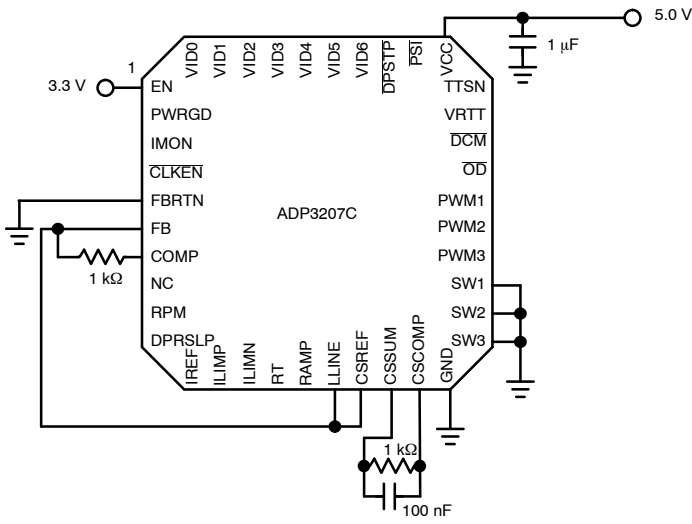 5.0 V
1 μF
3.3 V
1
VID0
VID1
VID2
VID3
VID4
VID5
VID6
DPSTP
PSI
VCC
EN
PWRGD
IMON
CLKEN
FBRTN
FB
COMP
NC
RPM
DPRSLP
1 kΩ
ADP3207C
TTSN
VRTT
DCM
OD
PWM1
PWM2
PWM3
SW1
SW2
SW3
IREF
ILIMP
ILIMN
RT
RAMP
LLINE
CSREF
CSSUM
CSCOMP
GND
1 kΩ
100 nF